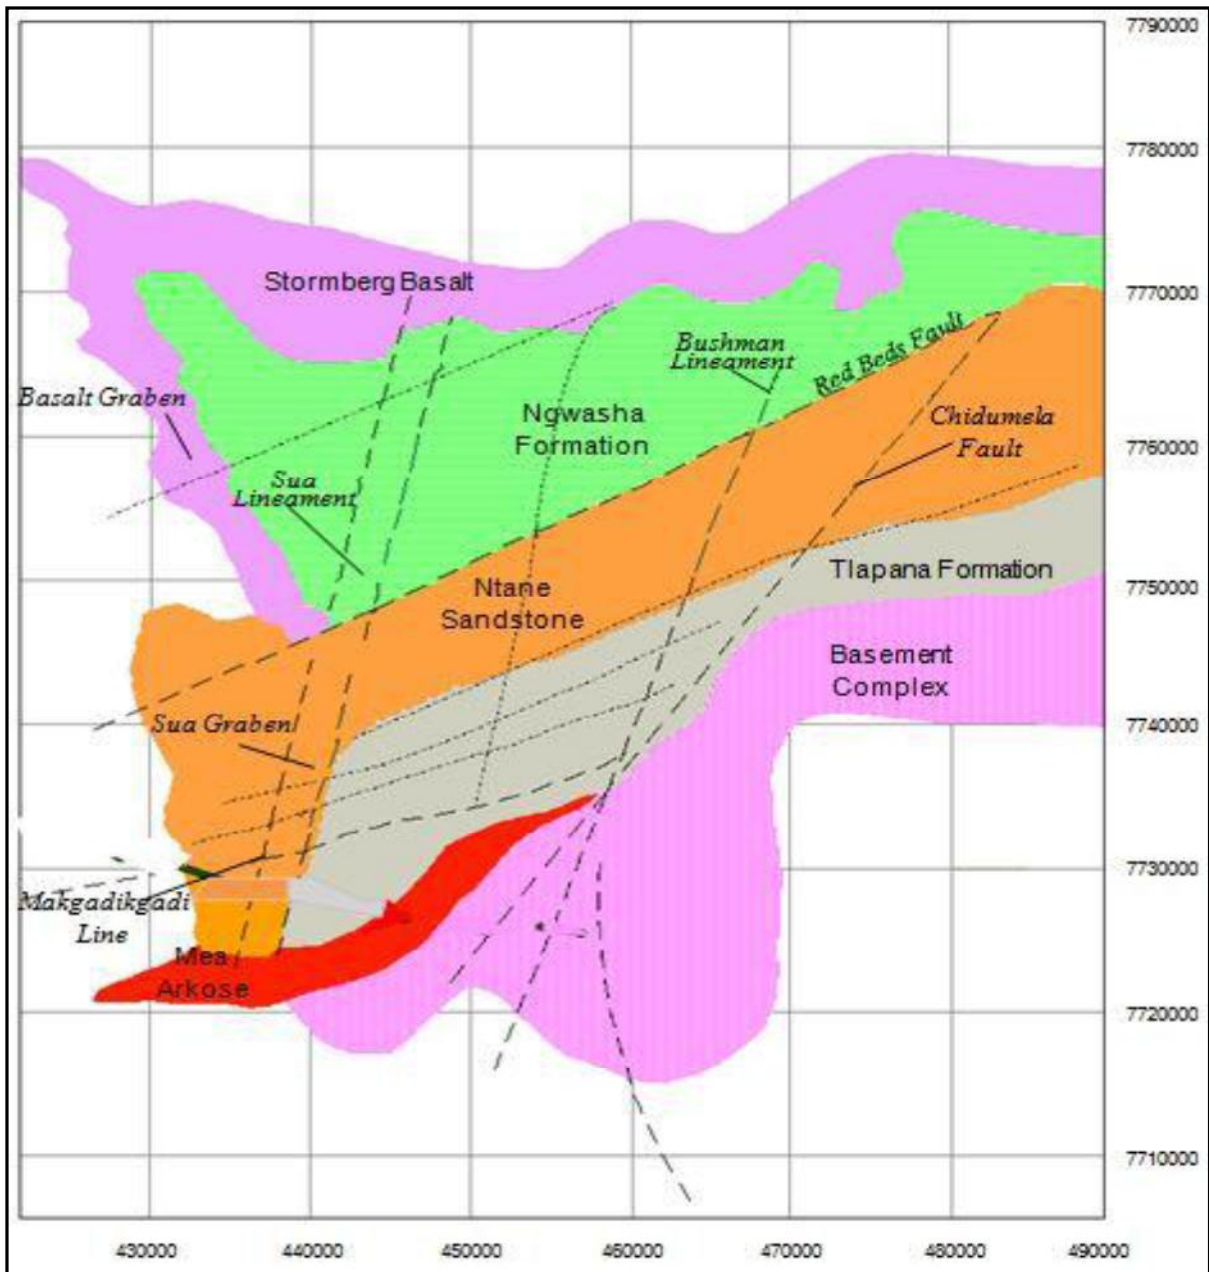 7790000
7780000
Stormberg Basalt
7770000
Bushman
Lineament
Red Beds Fault
Basalt Graben
Ngwasha
Formation
Chidumela
Fault
7760000
Sua
Lineament
Ntane
Sandstone
Tlapana Formation
7750000
Basement
Complex
Sua Graben
7740000
7730000
Makgadikgadi
Line
Mea
Arkose
7720000
7710000
430000 440000 450000 460000 470000 480000 490000